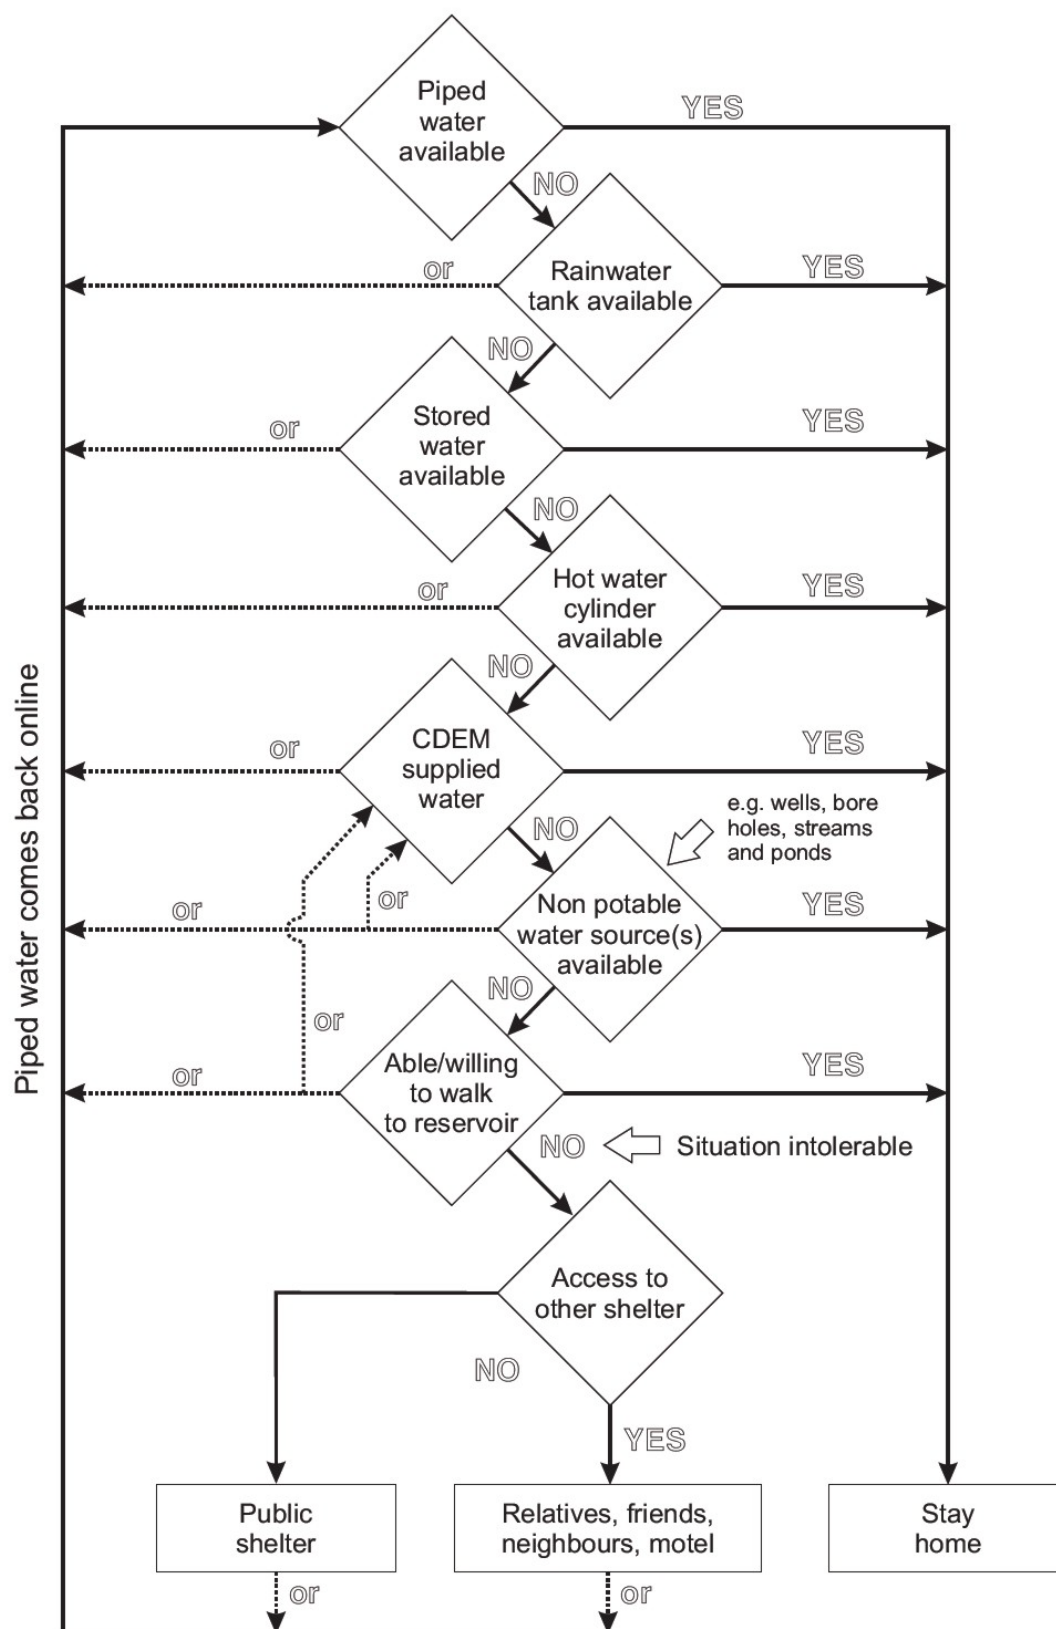 Piped
water
available
YES
NO
Rainwater
tank available
or
YES
NO
Stored
water
available
or
YES
NO
Hot water
cylinder
available
or
YES
NO
CDEM
supplied
water
or
YES
NO
e.g. wells, bore
holes, streams
and ponds
Non potable
water source(s)
available
or
or
YES
NO
or
Able/willing
to walk
to reservoir
or
YES
NO
Situation intolerable
Access to
other shelter
NO
YES
Public
shelter
Relatives, friends,
neighbours, motel
Stay
home
or
or
Piped water comes back online